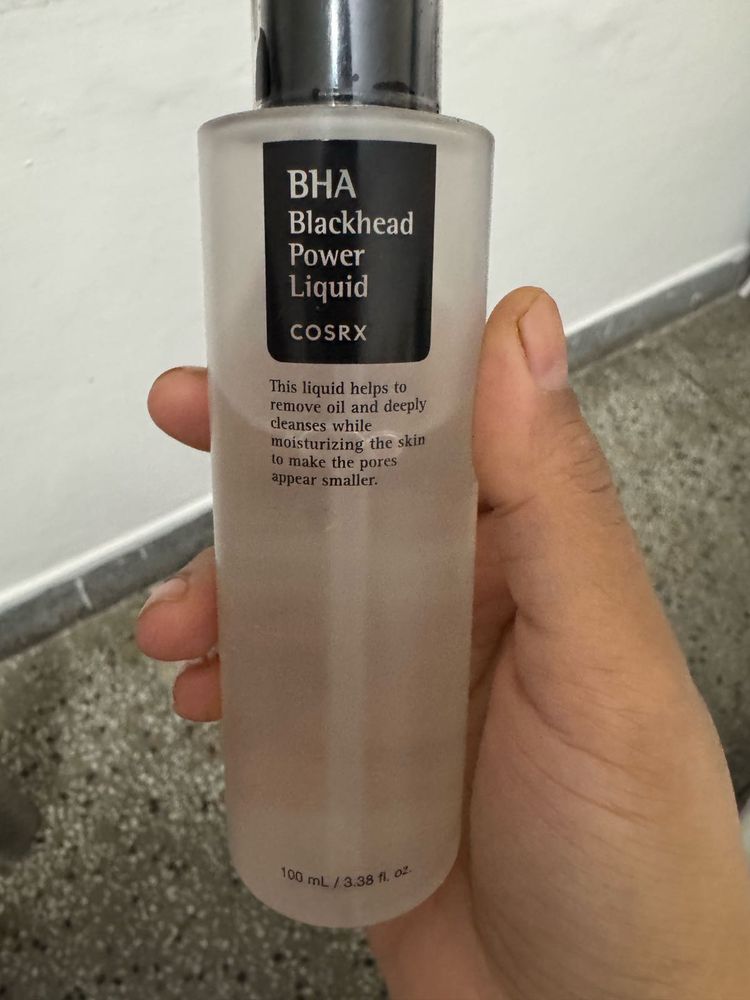 BHA
Blackhead
Power
Liquid
COSRX
This liquid helps to
remove oil and deeply
cleanses while
moisturizing the skin
to make the pores
appear smaller.
100 mL / 3.38 fl. oz.